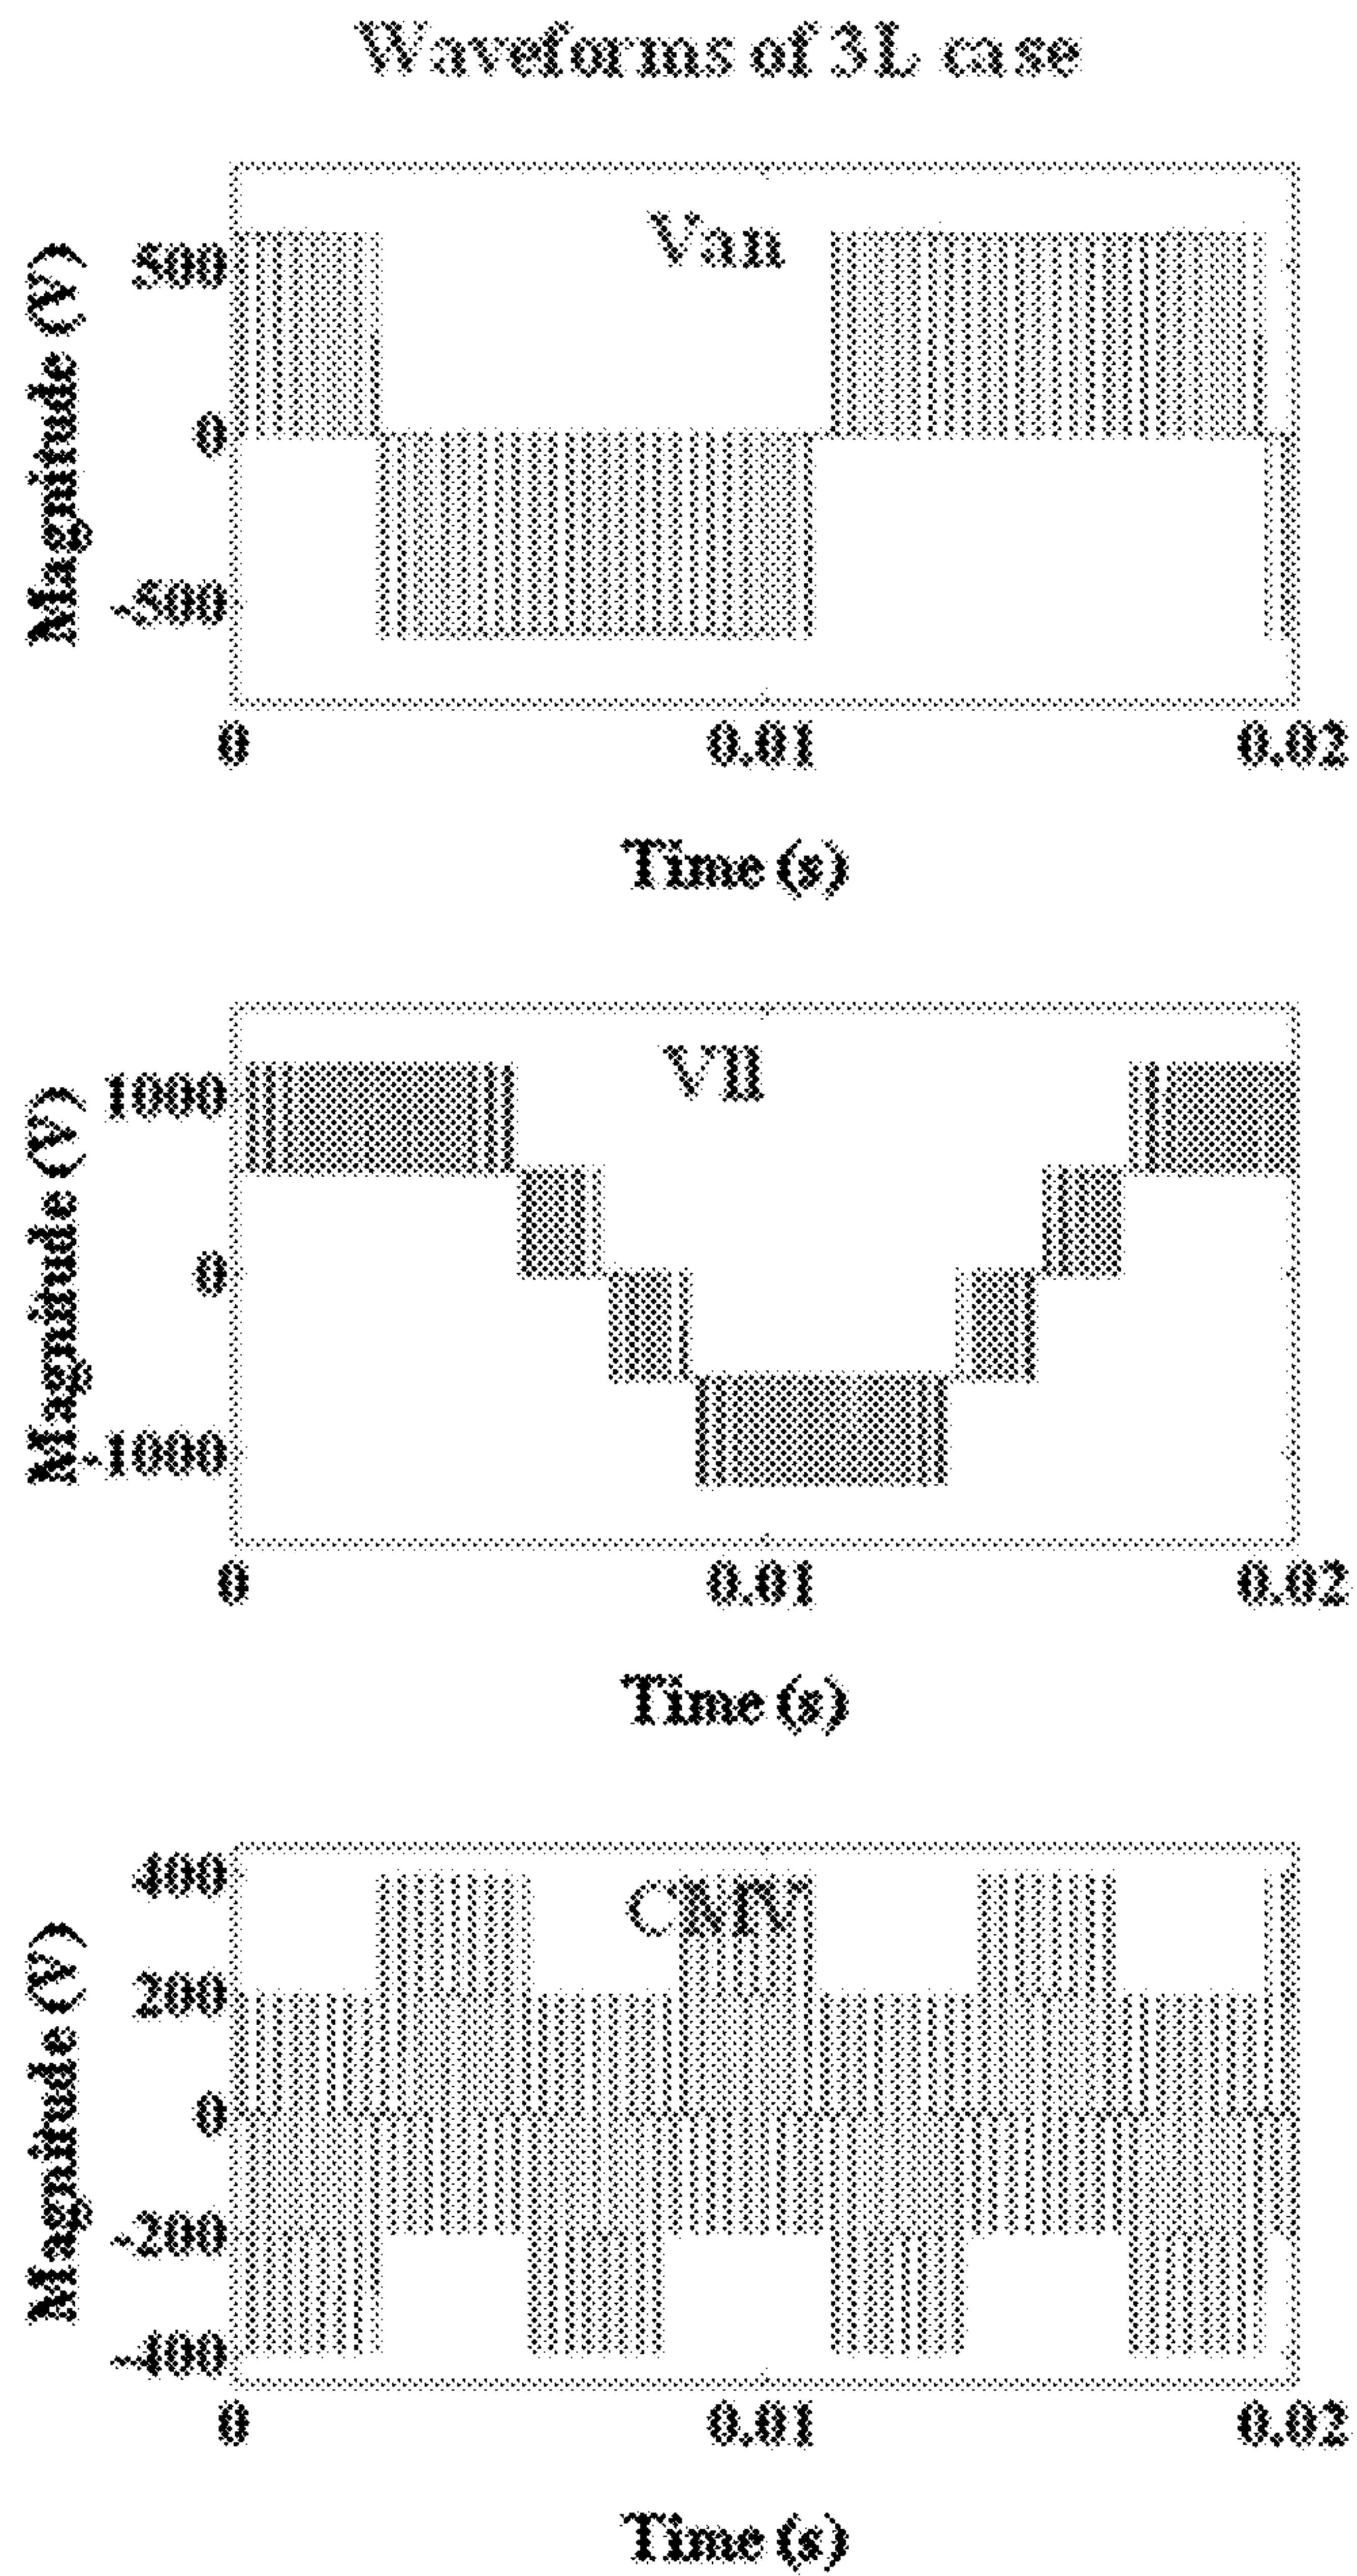 Waveforms of 3L case
Van
Magnitude (V)
500
0
-500
0
0.01
0.02
Time (s)
Vll
Magnitude (V)
1000
0
-1000
0
0.01
0.02
Time (s)
CMV
Magnitude (V)
400
200
0
-200
-400
0
0.01
0.02
Time (s)